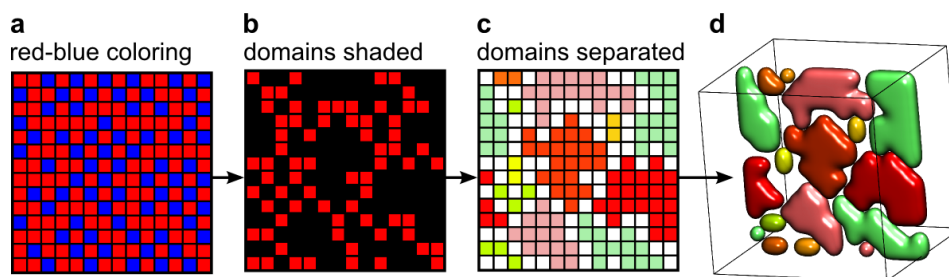 a
red-blue coloring
b
domains shaded
c
domains separated
d